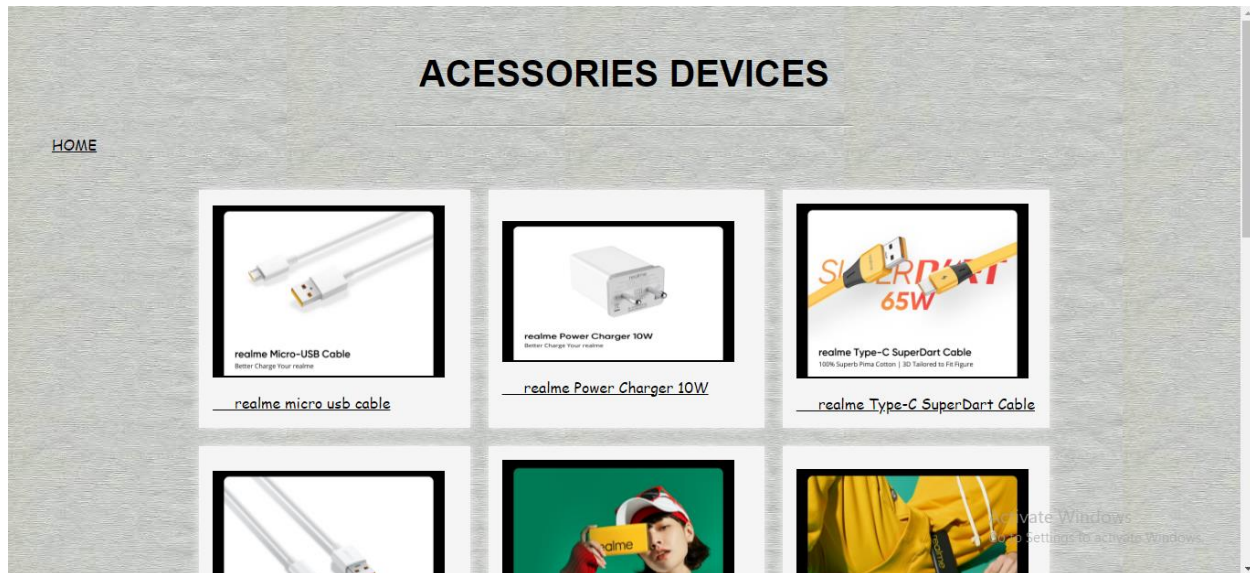 ACESSORIES DEVICES
HOME
realme
SUPERDART
65W
realme Micro-USB Cable
Better Charge Your realme
realme Power Charger 10W
Better Charge Your realme
realme Type-C SuperDart Cable
100% Superb Pima Cotton | 3D Tailored to Fit Figure
realme micro usb cable
realme Power Charger 10W
realme Type-C SuperDart Cable
realme
realme
Activate Windows
Go to Settings to activate Windows.